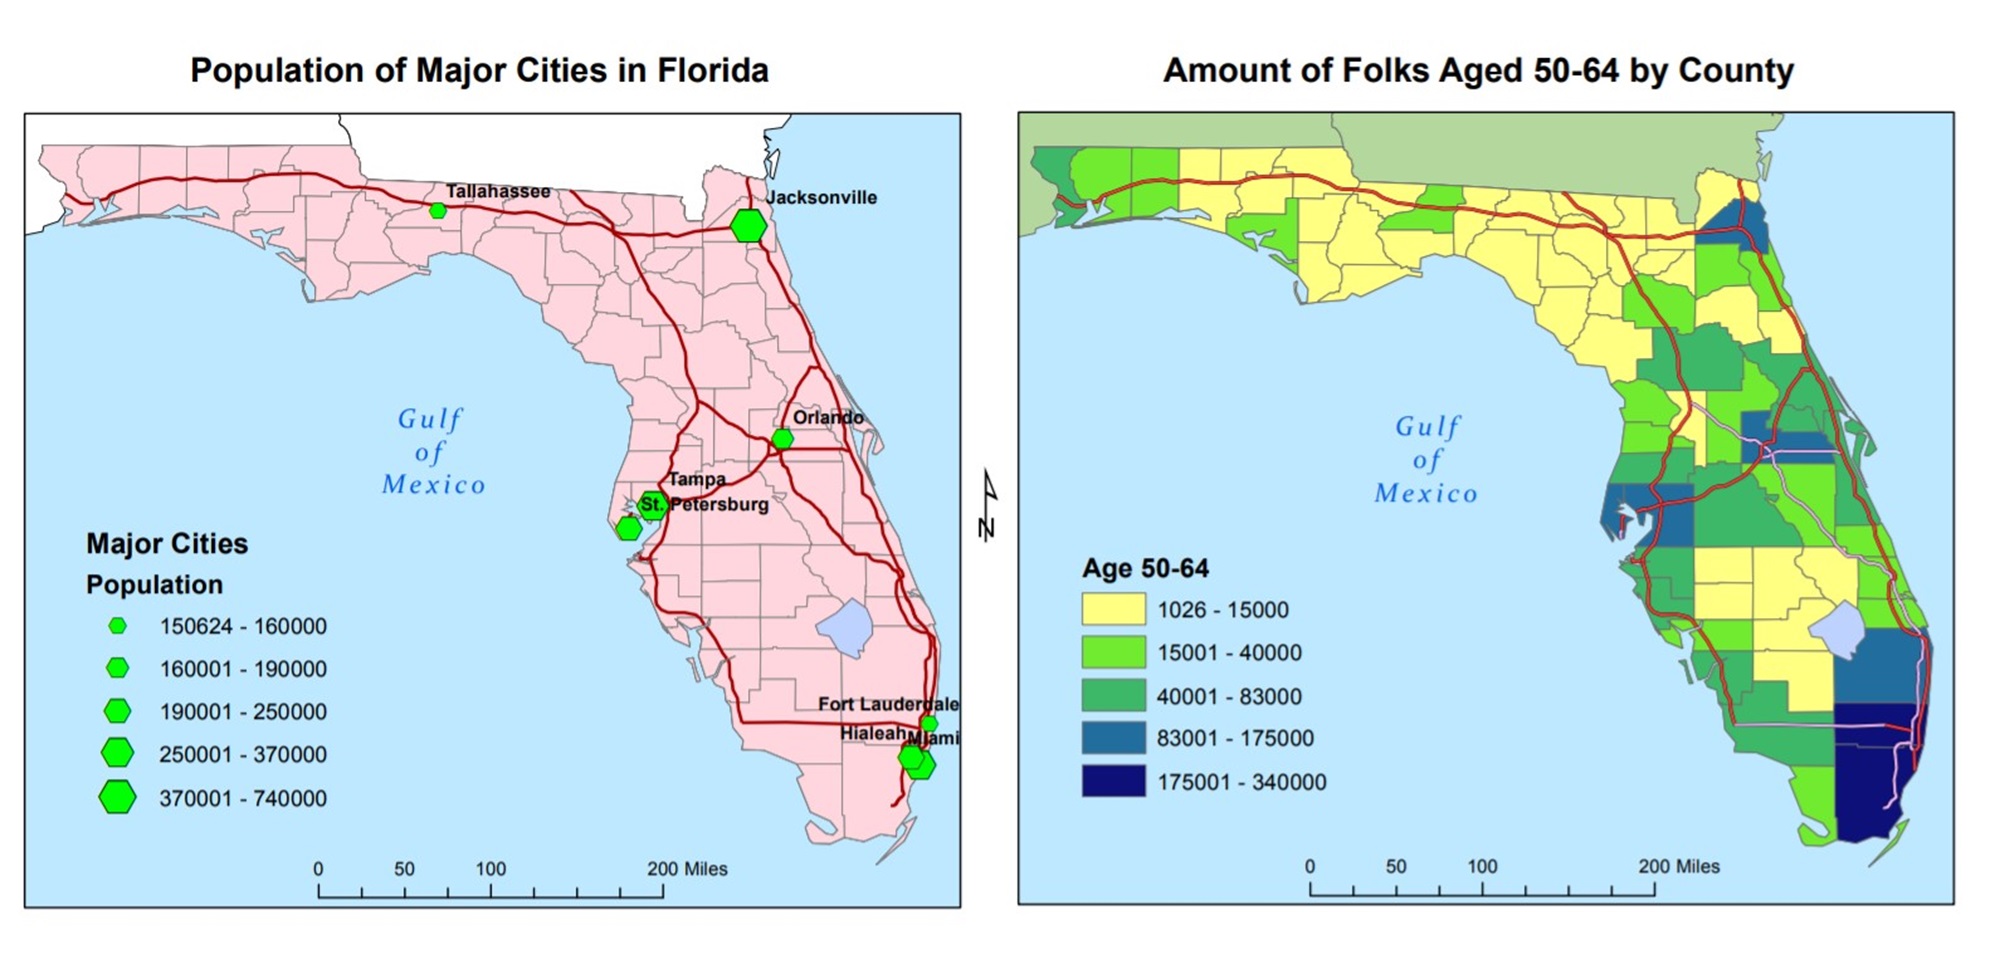 Population of Major Cities in Florida
Tallahassee
Jacksonville
Orlando
Gulf
of
Mexico
Tampa
St. Petersburg
Major Cities
Population
150624 - 160000
160001 - 190000
190001 - 250000
250001 - 370000
370001 - 740000
Fort Lauderdale
Hialeah
Miami
0 50 100 200 Miles
N
Amount of Folks Aged 50-64 by County
Gulf
of
Mexico
Age 50-64
1026 - 15000
15001 - 40000
40001 - 83000
83001 - 175000
175001 - 340000
0 50 100 200 Miles